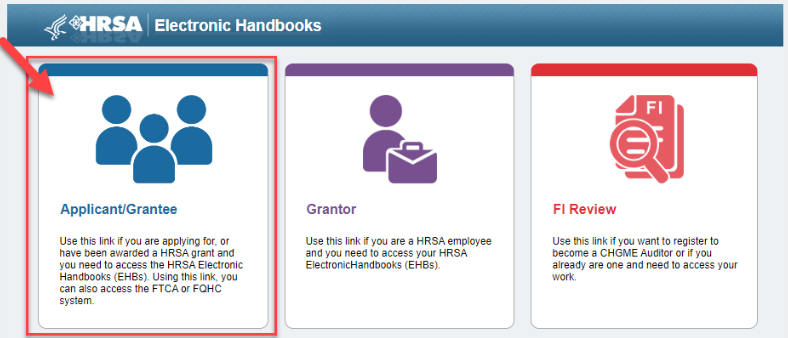 HRSA Electronic Handbooks
FI
Applicant/Grantee
Use this link if you are applying for, or
have been awarded a HRSA grant and
you need to access the HRSA Electronic
Handbooks (EHBs). Using this link, you
can also access the FTCA or FQHC
system.
Grantor
Use this link if you are a HRSA employee
and you need to access your HRSA
ElectronicHandbooks (EHBs).
FI Review
Use this link if you want to register to
become a CHGME Auditor or if you
already are one and need to access your
work.